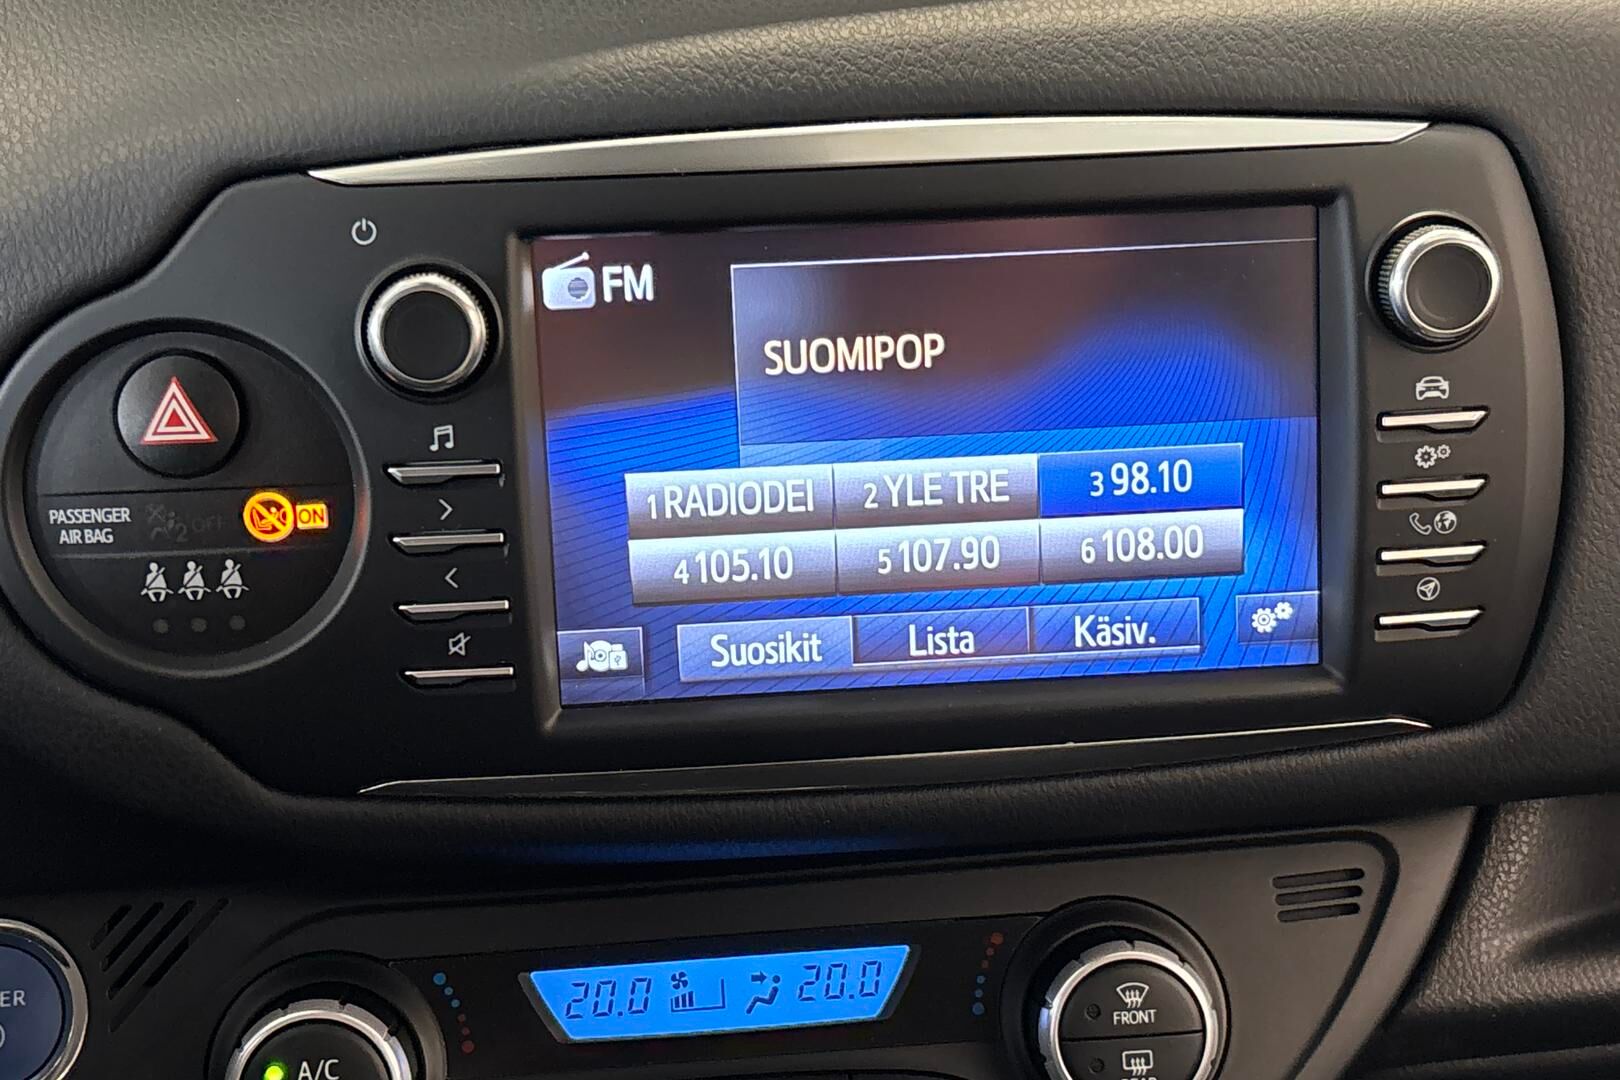 FM
SUOMIPOP
1 RADIODEI 2 YLE TRE 3 98.10
4 105.10 5 107.90 6 108.00
Suosikit Lista Käsiv.
PASSENGER
AIR BAG
2 OFF
ON
20.0 20.0
A/C
FRONT